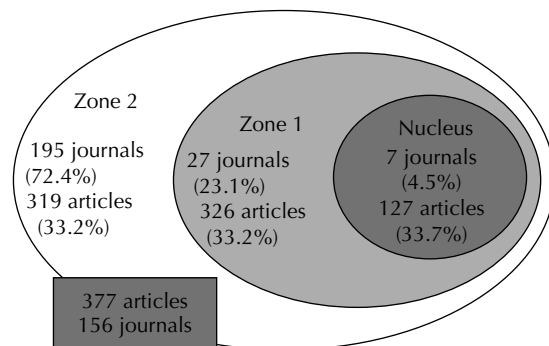 Zone 2
195 journals
(72.4%)
319 articles
(33.2%)
Zone 1
27 journals
(23.1%)
326 articles
(33.2%)
Nucleus
7 journals
(4.5%)
127 articles
(33.7%)
377 articles
156 journals